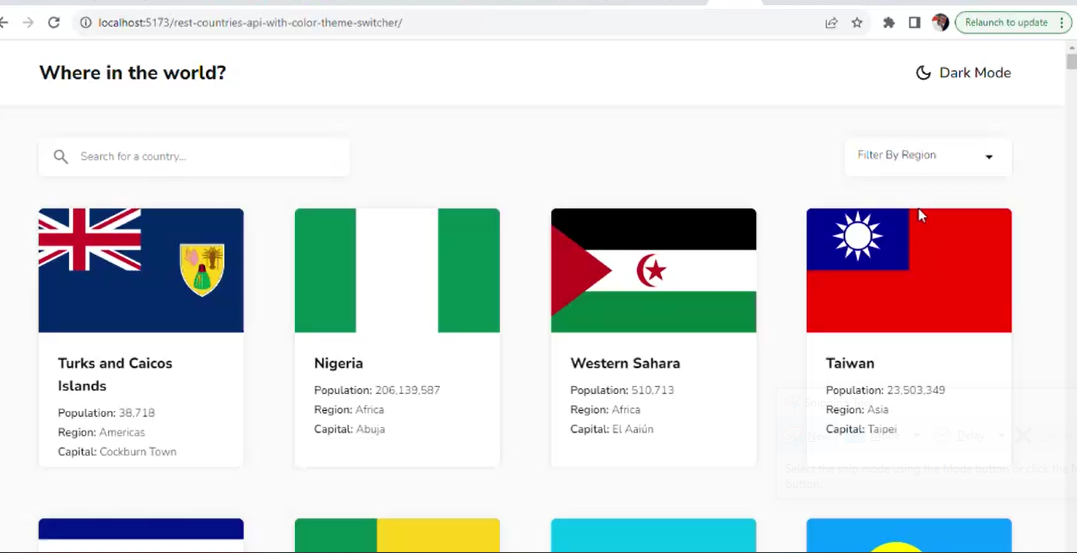 localhost:5173/rest-countries-api-with-color-theme-switcher/
Relaunch to update
Where in the world?
Dark Mode
Search for a country...
Filter By Region
Turks and Caicos
Islands
Population: 38,718
Region: Americas
Capital: Cockburn Town
Nigeria
Population: 206,139,587
Region: Africa
Capital: Abuja
Western Sahara
Population: 510,713
Region: Africa
Capital: El Aaiún
Taiwan
Population: 23,503,349
Region: Asia
Capital: Taipei
Delay
Select the snip mode using the Mode button or click the
button.